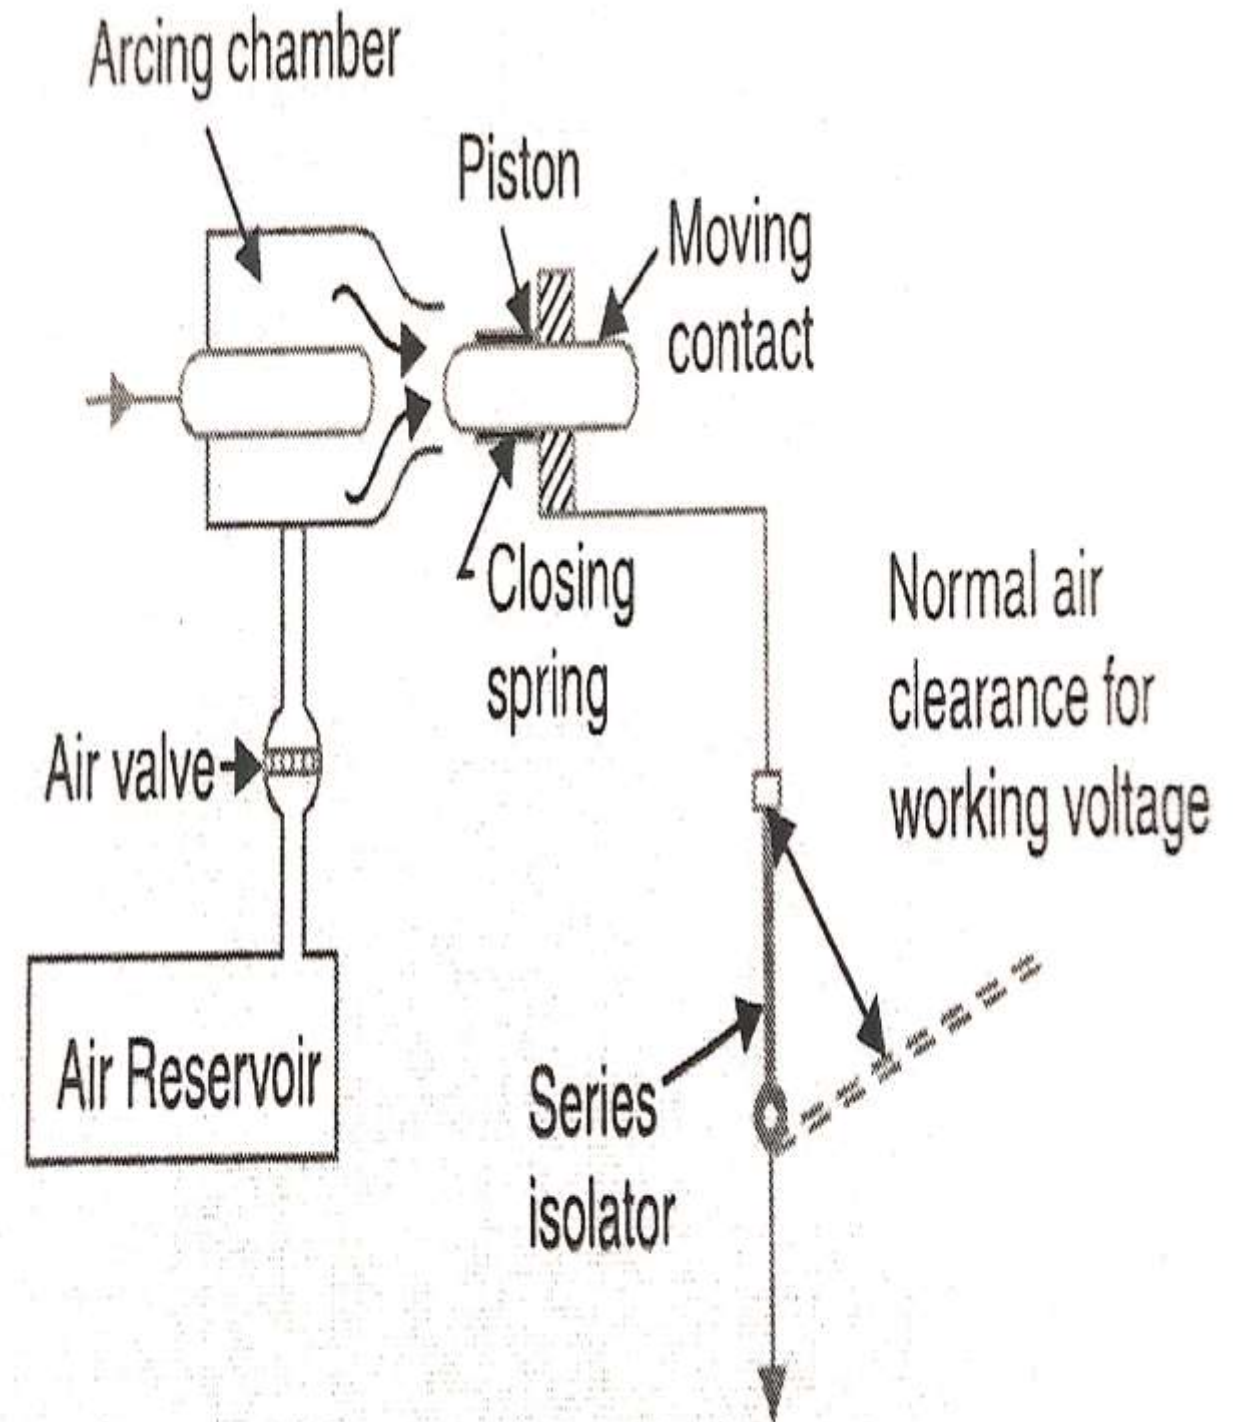 Arcing chamber
Piston
Moving
contact
Closing
spring
Normal air
clearance for
working voltage
Air valve
Air Reservoir
Series
isolator